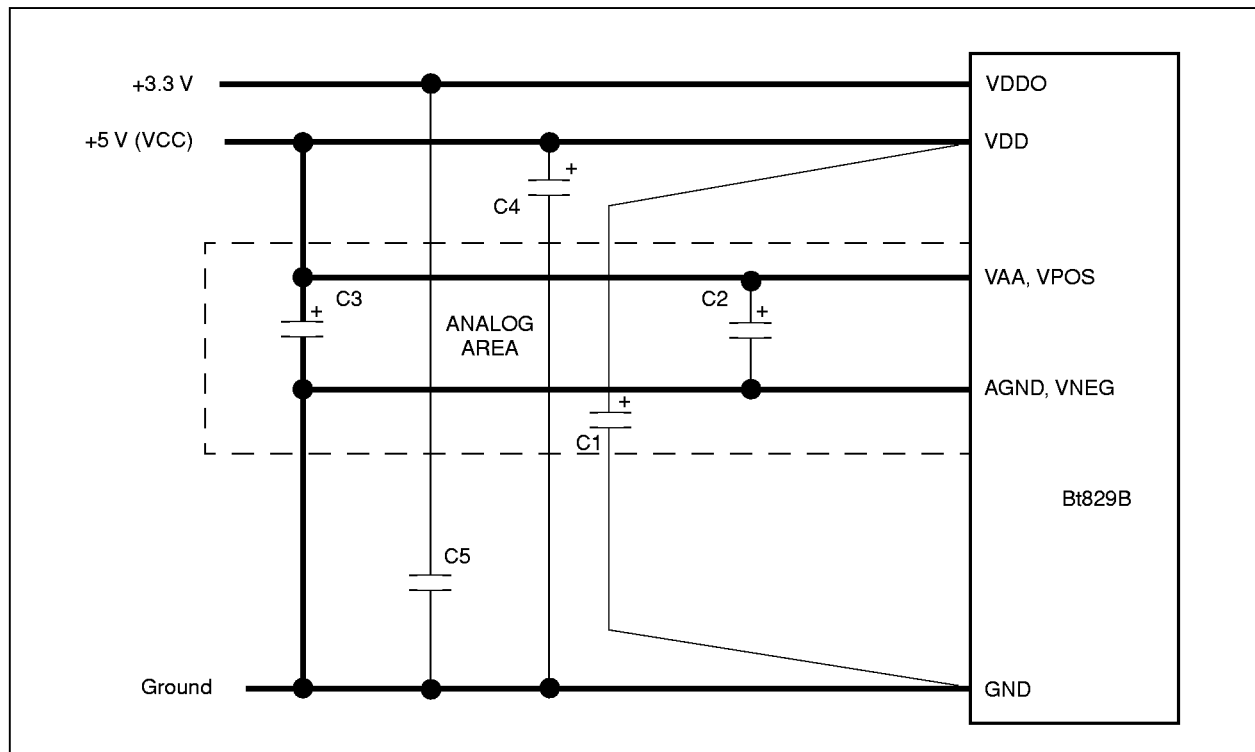 +3.3 V
VDDO
+5 V (VCC)
VDD
+
C4
VAA, VPOS
C3
C2
+
+
ANALOG
AREA
AGND, VNEG
+
C1
Bt829B
C5
Ground
GND